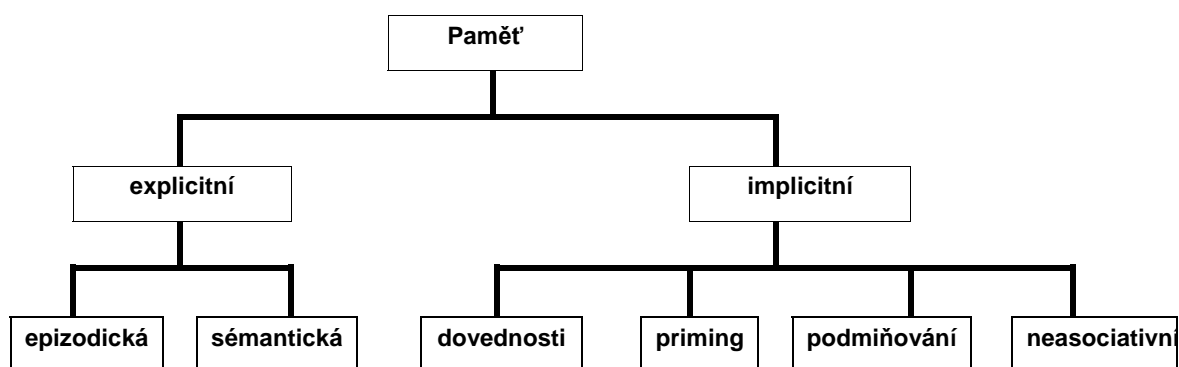 Paměť
explicitní
implicitní
epizodická
sémantická
dovednosti
priming
podmiňování
neasociativní